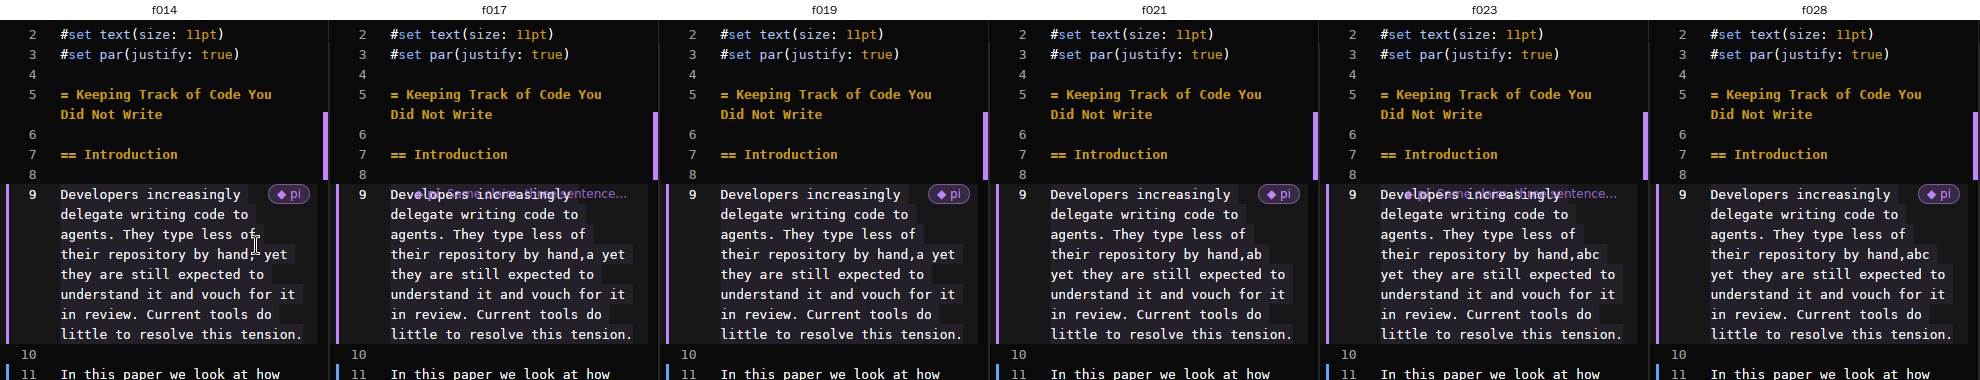 f014
2 #set text(size: 11pt)
3 #set par(justify: true)
4
5 = Keeping Track of Code You
Did Not Write
6
7 == Introduction
8
9 Developers increasingly ◆ pi
delegate writing code to
agents. They type less of
their repository by hand, yet
they are still expected to
understand it and vouch for it
in review. Current tools do
little to resolve this tension.
10
11 In this paper we look at how
f017
2 #set text(size: 11pt)
3 #set par(justify: true)
4
5 = Keeping Track of Code You
Did Not Write
6
7 == Introduction
8
9 Developers increasingly
◆ pi Same claim, three sentence...
delegate writing code to
agents. They type less of
their repository by hand,a yet
they are still expected to
understand it and vouch for it
in review. Current tools do
little to resolve this tension.
10
11 In this paper we look at how
f019
2 #set text(size: 11pt)
3 #set par(justify: true)
4
5 = Keeping Track of Code You
Did Not Write
6
7 == Introduction
8
9 Developers increasingly ◆ pi
delegate writing code to
agents. They type less of
their repository by hand,a yet
they are still expected to
understand it and vouch for it
in review. Current tools do
little to resolve this tension.
10
11 In this paper we look at how
f021
2 #set text(size: 11pt)
3 #set par(justify: true)
4
5 = Keeping Track of Code You
Did Not Write
6
7 == Introduction
8
9 Developers increasingly ◆ pi
delegate writing code to
agents. They type less of
their repository by hand,ab
yet they are still expected to
understand it and vouch for it
in review. Current tools do
little to resolve this tension.
10
11 In this paper we look at how
f023
2 #set text(size: 11pt)
3 #set par(justify: true)
4
5 = Keeping Track of Code You
Did Not Write
6
7 == Introduction
8
9 Developers increasingly
◆ pi Same claim, three sentence...
delegate writing code to
agents. They type less of
their repository by hand,abc
yet they are still expected to
understand it and vouch for it
in review. Current tools do
little to resolve this tension.
10
11 In this paper we look at how
f028
2 #set text(size: 11pt)
3 #set par(justify: true)
4
5 = Keeping Track of Code You
Did Not Write
6
7 == Introduction
8
9 Developers increasingly ◆ pi
delegate writing code to
agents. They type less of
their repository by hand,abc
yet they are still expected to
understand it and vouch for it
in review. Current tools do
little to resolve this tension.
10
11 In this paper we look at how